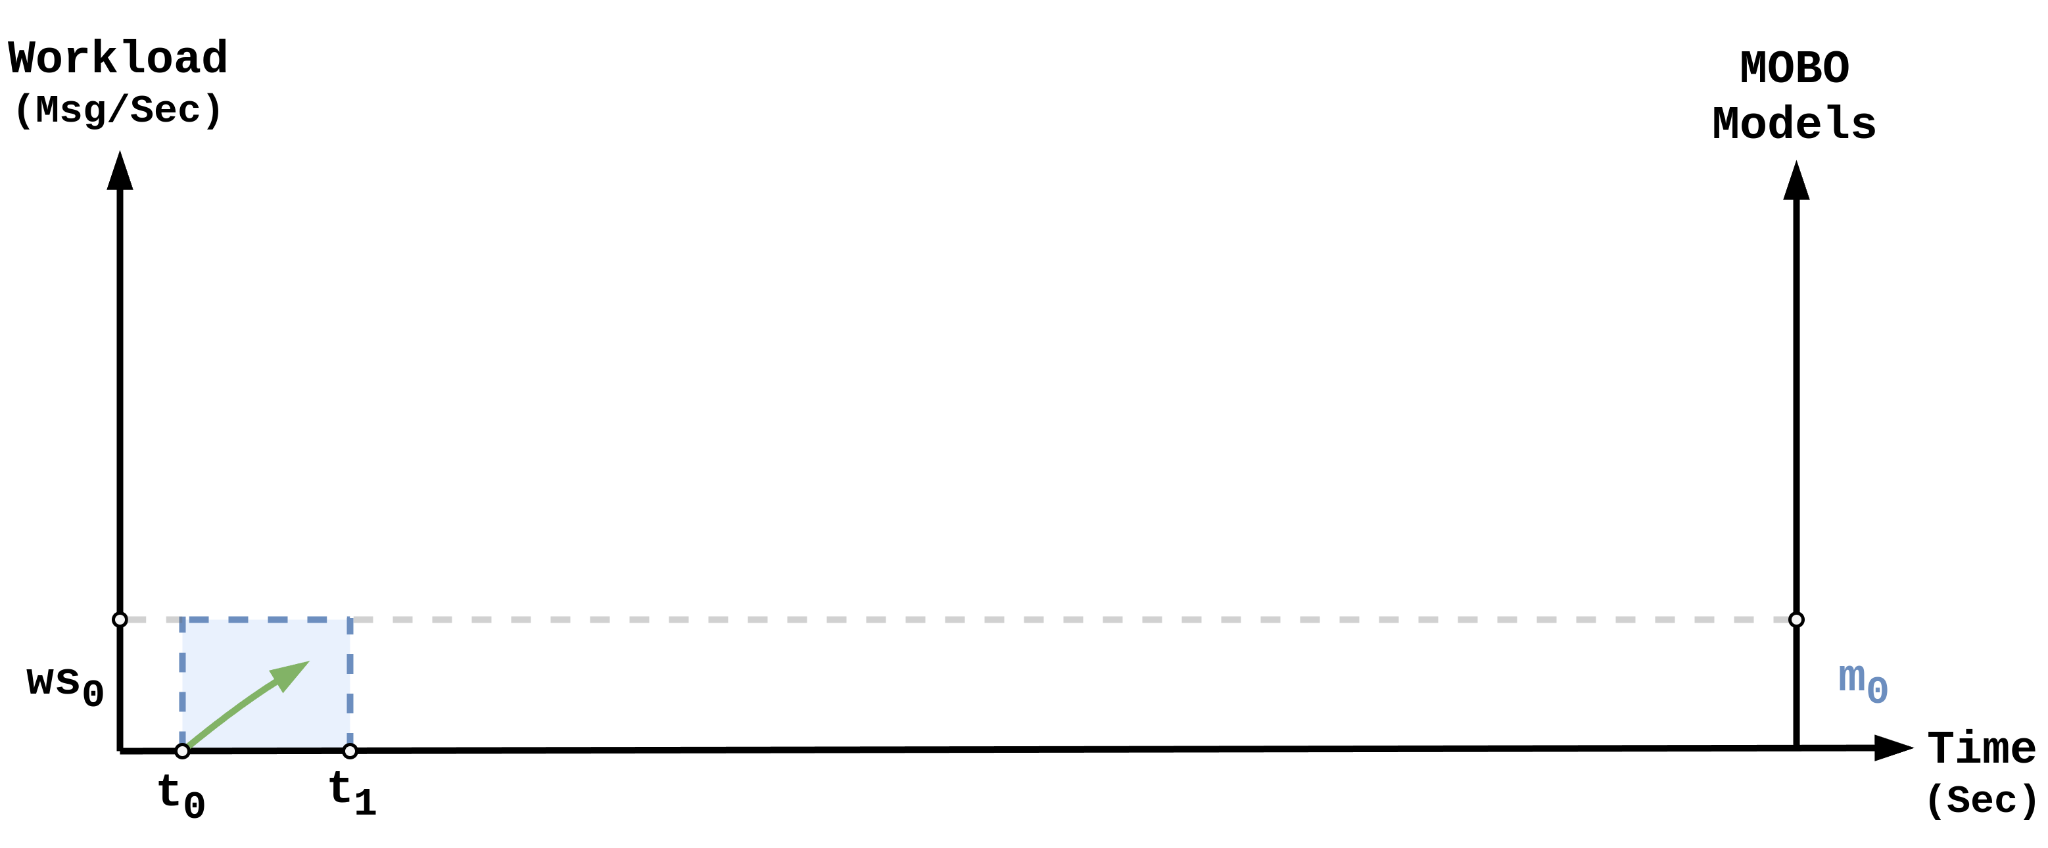 Workload
(Msg/Sec)
MOBO
Models
ws0
m0
t0
t1
Time
(Sec)